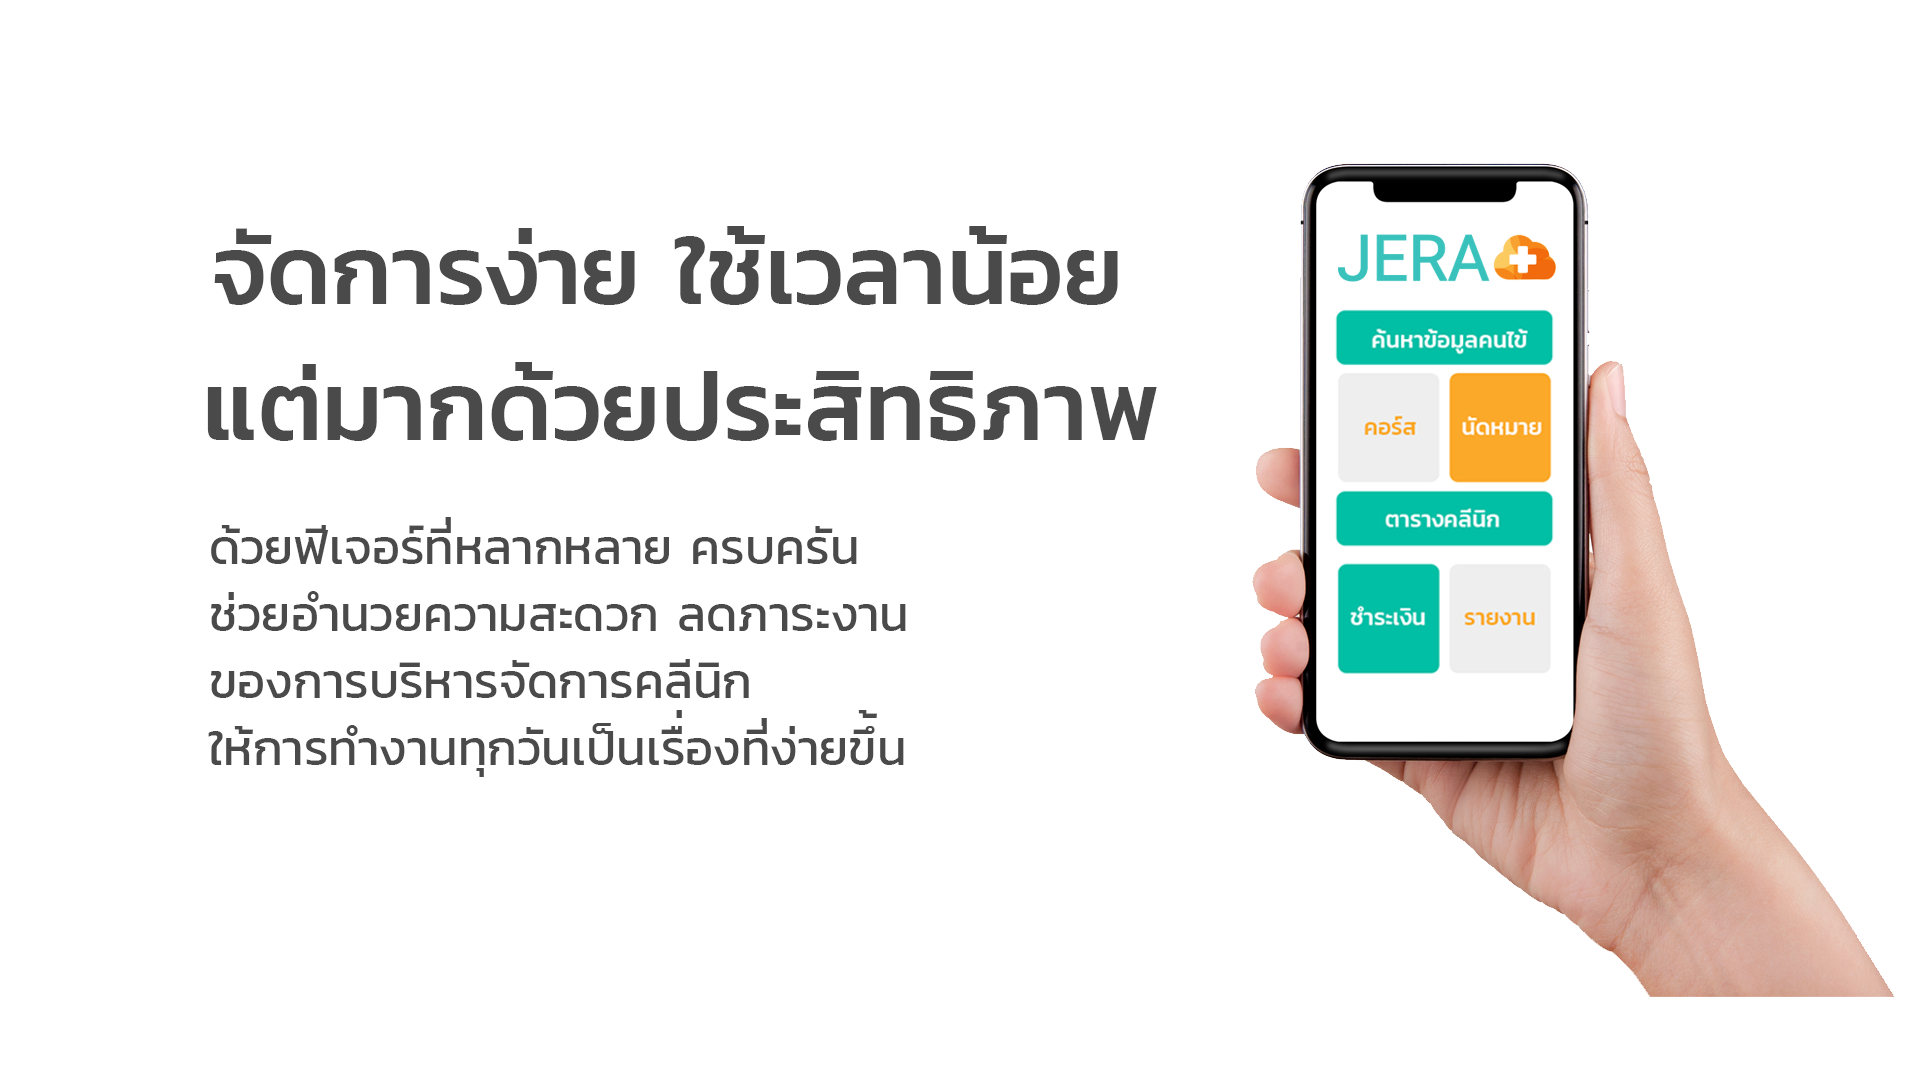 จัดการง่าย ใช้เวลาน้อย
แต่มากด้วยประสิทธิภาพ
ด้วยฟีเจอร์ที่หลากหลาย ครบครัน
ช่วยอำนวยความสะดวก ลดภาระงาน
ของการบริหารจัดการคลีนิก
ให้การทำงานทุกวันเป็นเรื่องที่ง่ายขึ้น
JERA
ค้นหาข้อมูลคนไข้
คอร์ส
นัดหมาย
ตารางคลีนิก
ชำระเงิน
รายงาน